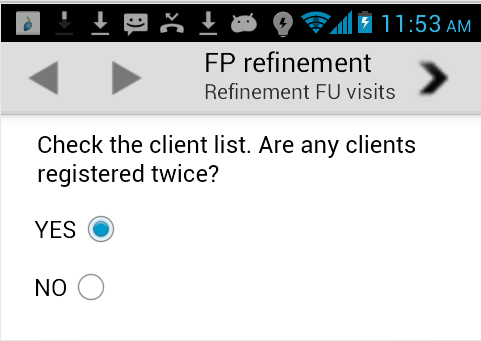 11:53 AM
FP refinement
Refinement FU visits
Check the client list. Are any clients
registered twice?
YES
NO